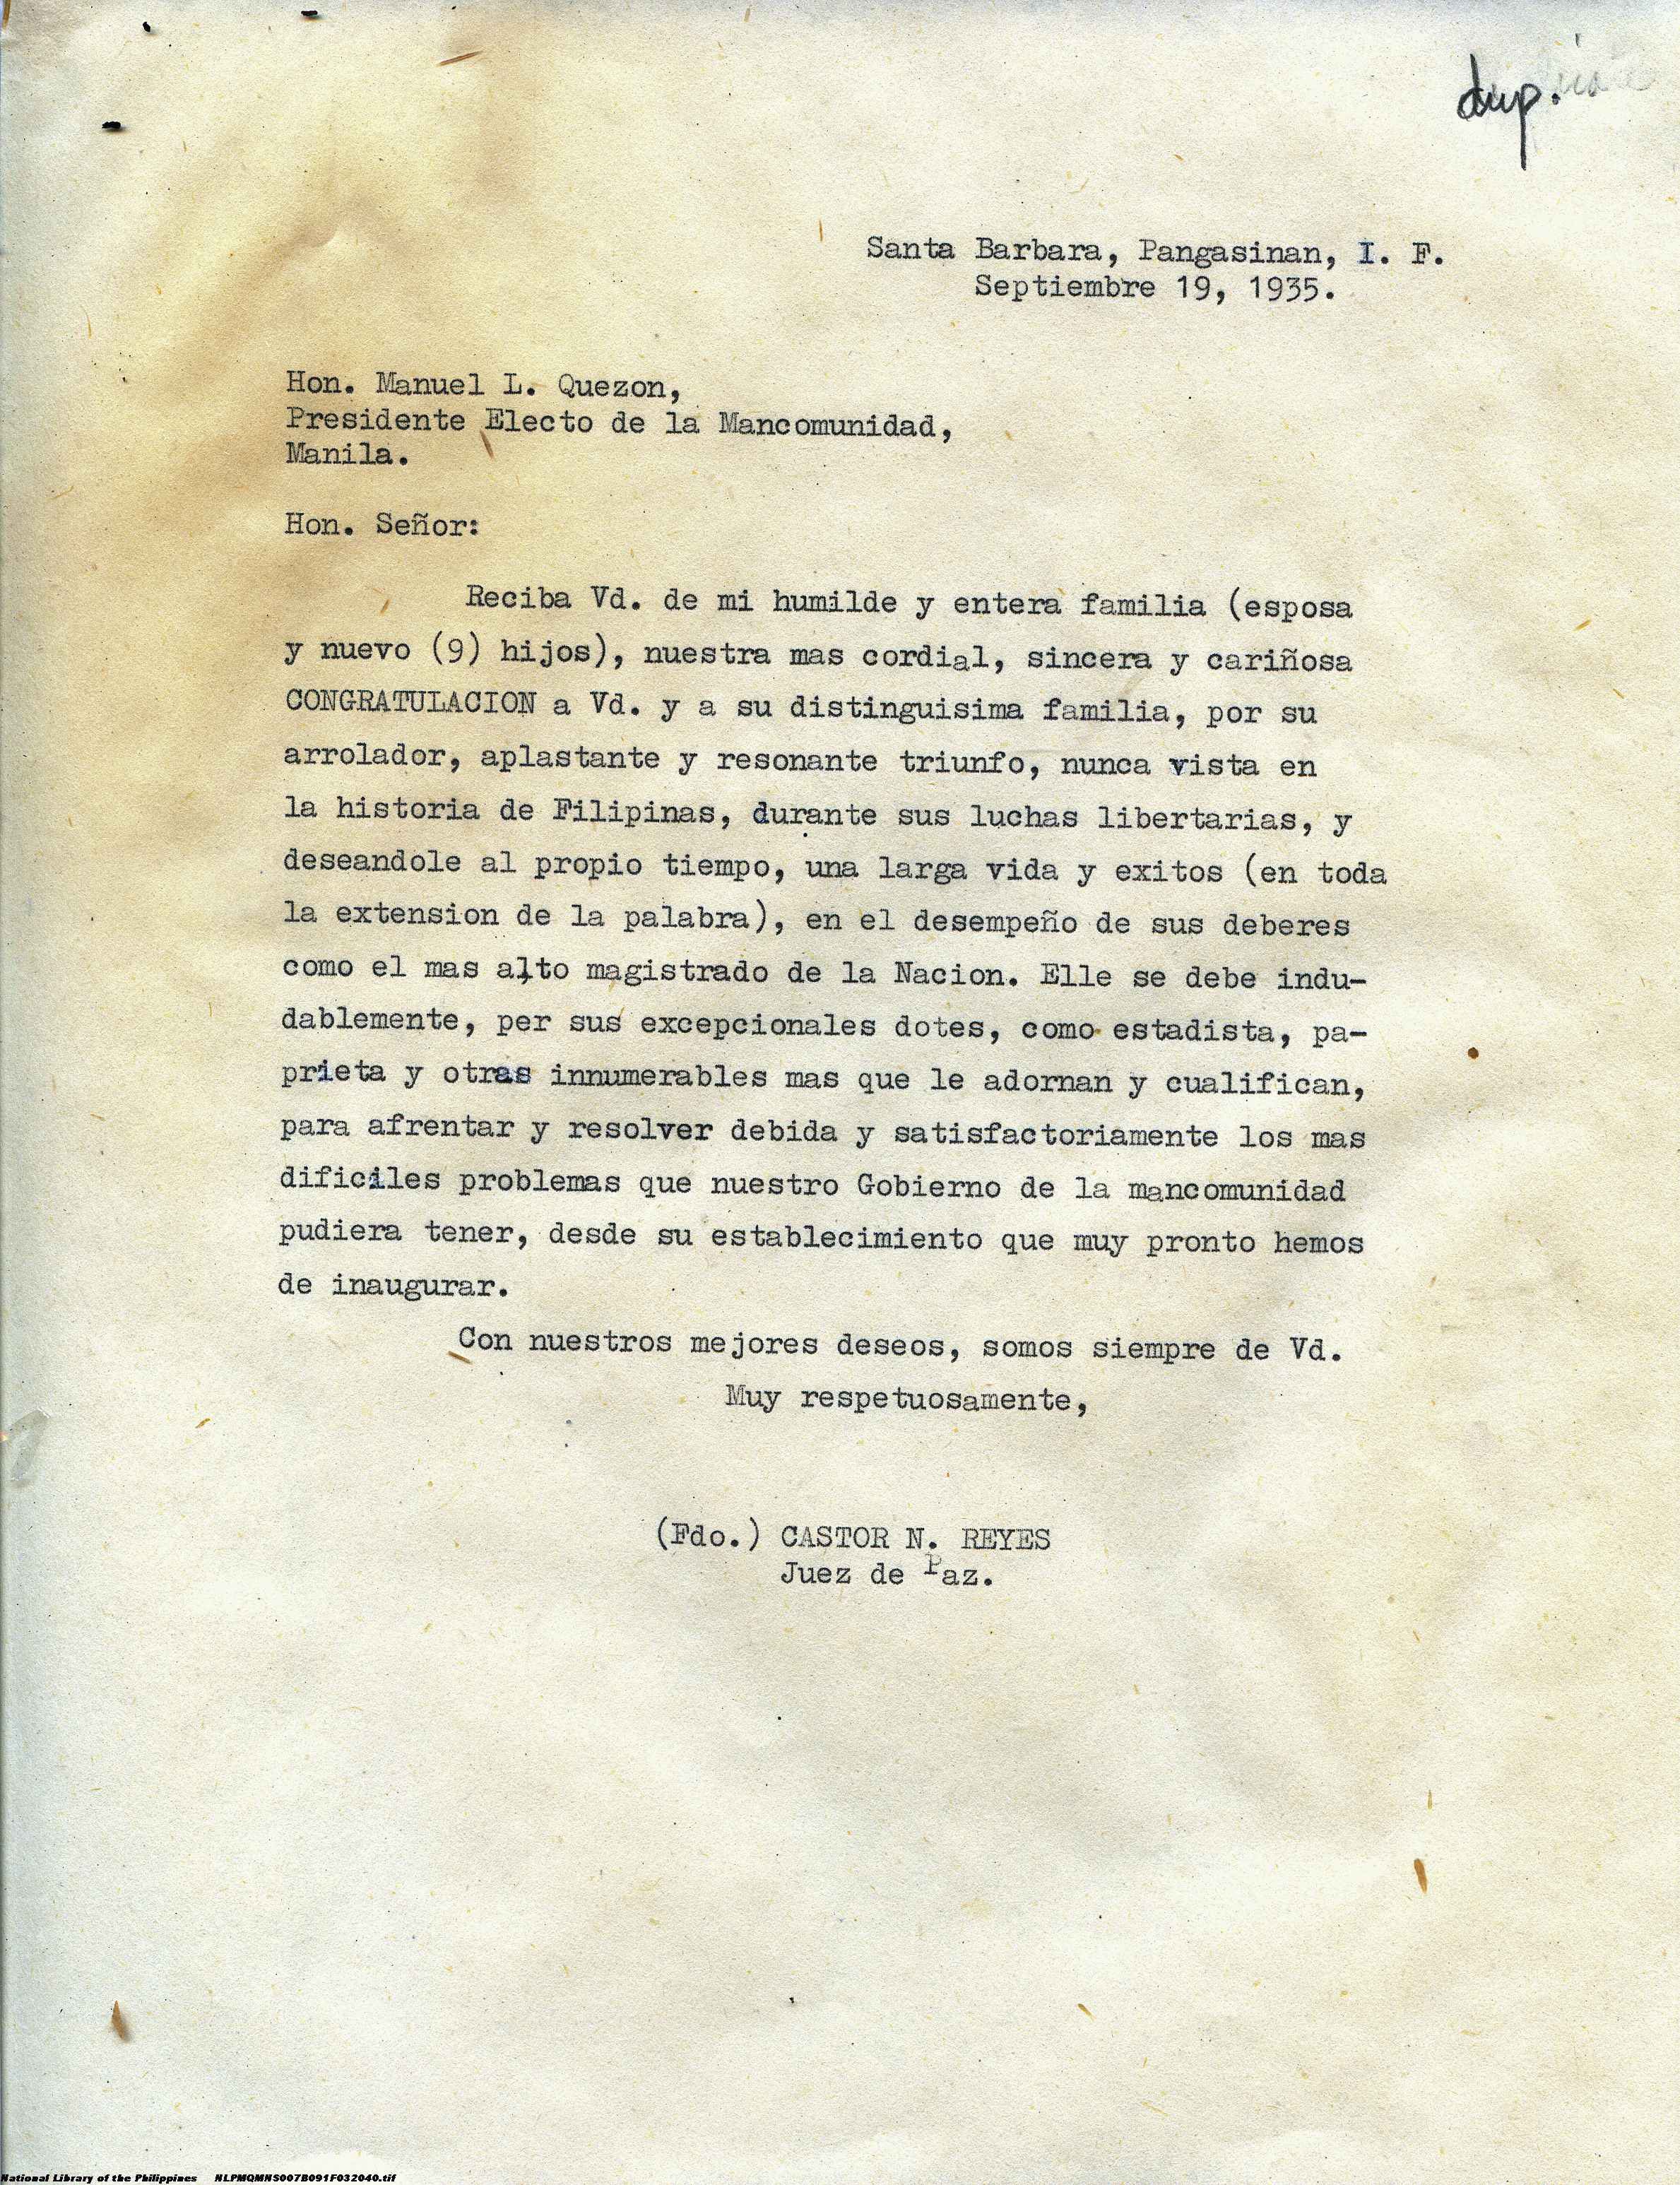 dup.
Santa Barbara, Pangasinan, I. F.
Septiembre 19, 1935.
Hon. Manuel L. Quezon,
Presidente Electo de la Mancomunidad,
Manila.
Hon. Señor:
Reciba Vd. de mi humilde y entera familia (esposa
y nuevo (9) hijos), nuestra mas cordial, sincera y cariñosa
CONGRATULACION a Vd. y a su distinguisima familia, por su
arrolador, aplastante y resonante triunfo, nunca vista en
la historia de Filipinas, durante sus luchas libertarias, y
deseandole al propio tiempo, una larga vida y exitos (en toda
la extension de la palabra), en el desempeño de sus deberes
como el mas alto magistrado de la Nacion. Elle se debe indu-
dablemente, per sus excepcionales dotes, como estadista, pa-
prieta y otras innumerables mas que le adornan y cualifican,
para afrentar y resolver debida y satisfactoriamente los mas
dificiles problemas que nuestro Gobierno de la mancomunidad
pudiera tener, desde su establecimiento que muy pronto hemos
de inaugurar.
Con nuestros mejores deseos, somos siempre de Vd.
Muy respetuosamente,
(Fdo.) CASTOR N. REYES
Juez de Paz.
National Library of the Philippines NLPMQMNS007B091F032040.tif